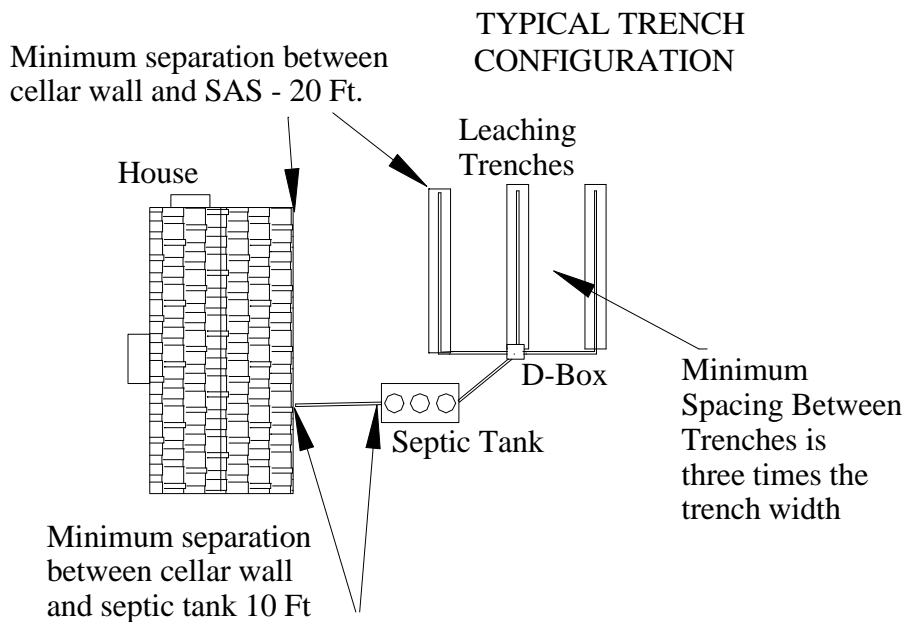 TYPICAL TRENCH
CONFIGURATION
Minimum separation between
cellar wall and SAS - 20 Ft.
Leaching
Trenches
House
D-Box
Septic Tank
Minimum
Spacing Between
Trenches is
three times the
trench width
Minimum separation
between cellar wall
and septic tank 10 Ft